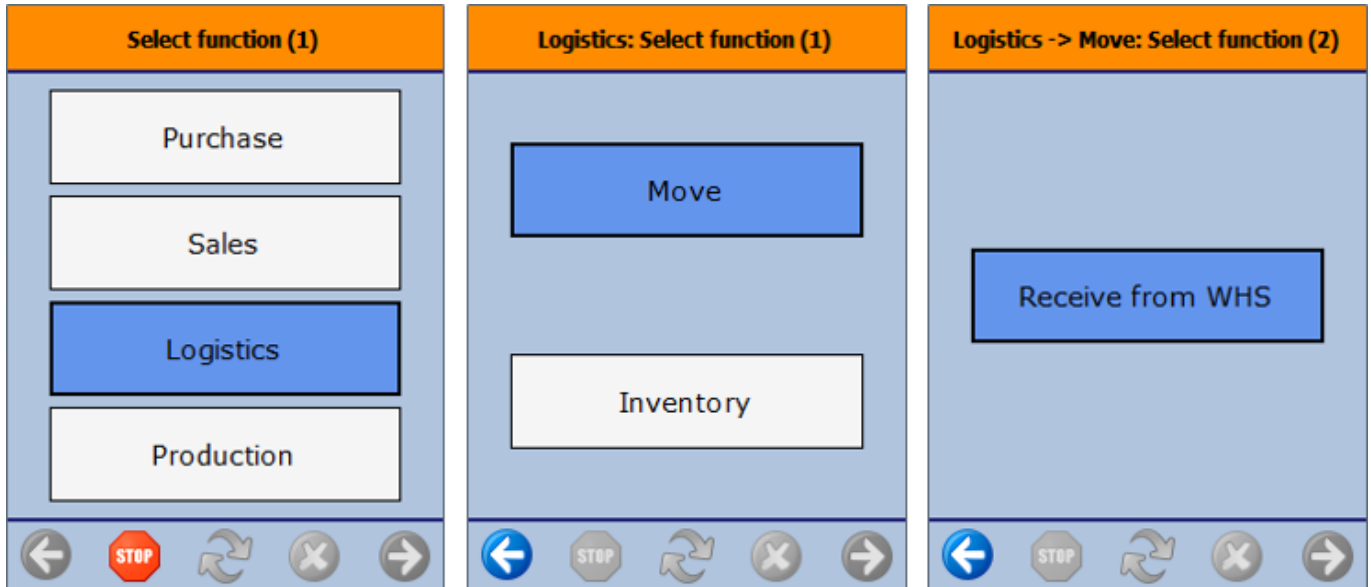 Select function (1)
Purchase
Sales
Logistics
Production
STOP
Logistics: Select function (1)
Move
Inventory
STOP
Logistics -> Move: Select function (2)
Receive from WHS
STOP